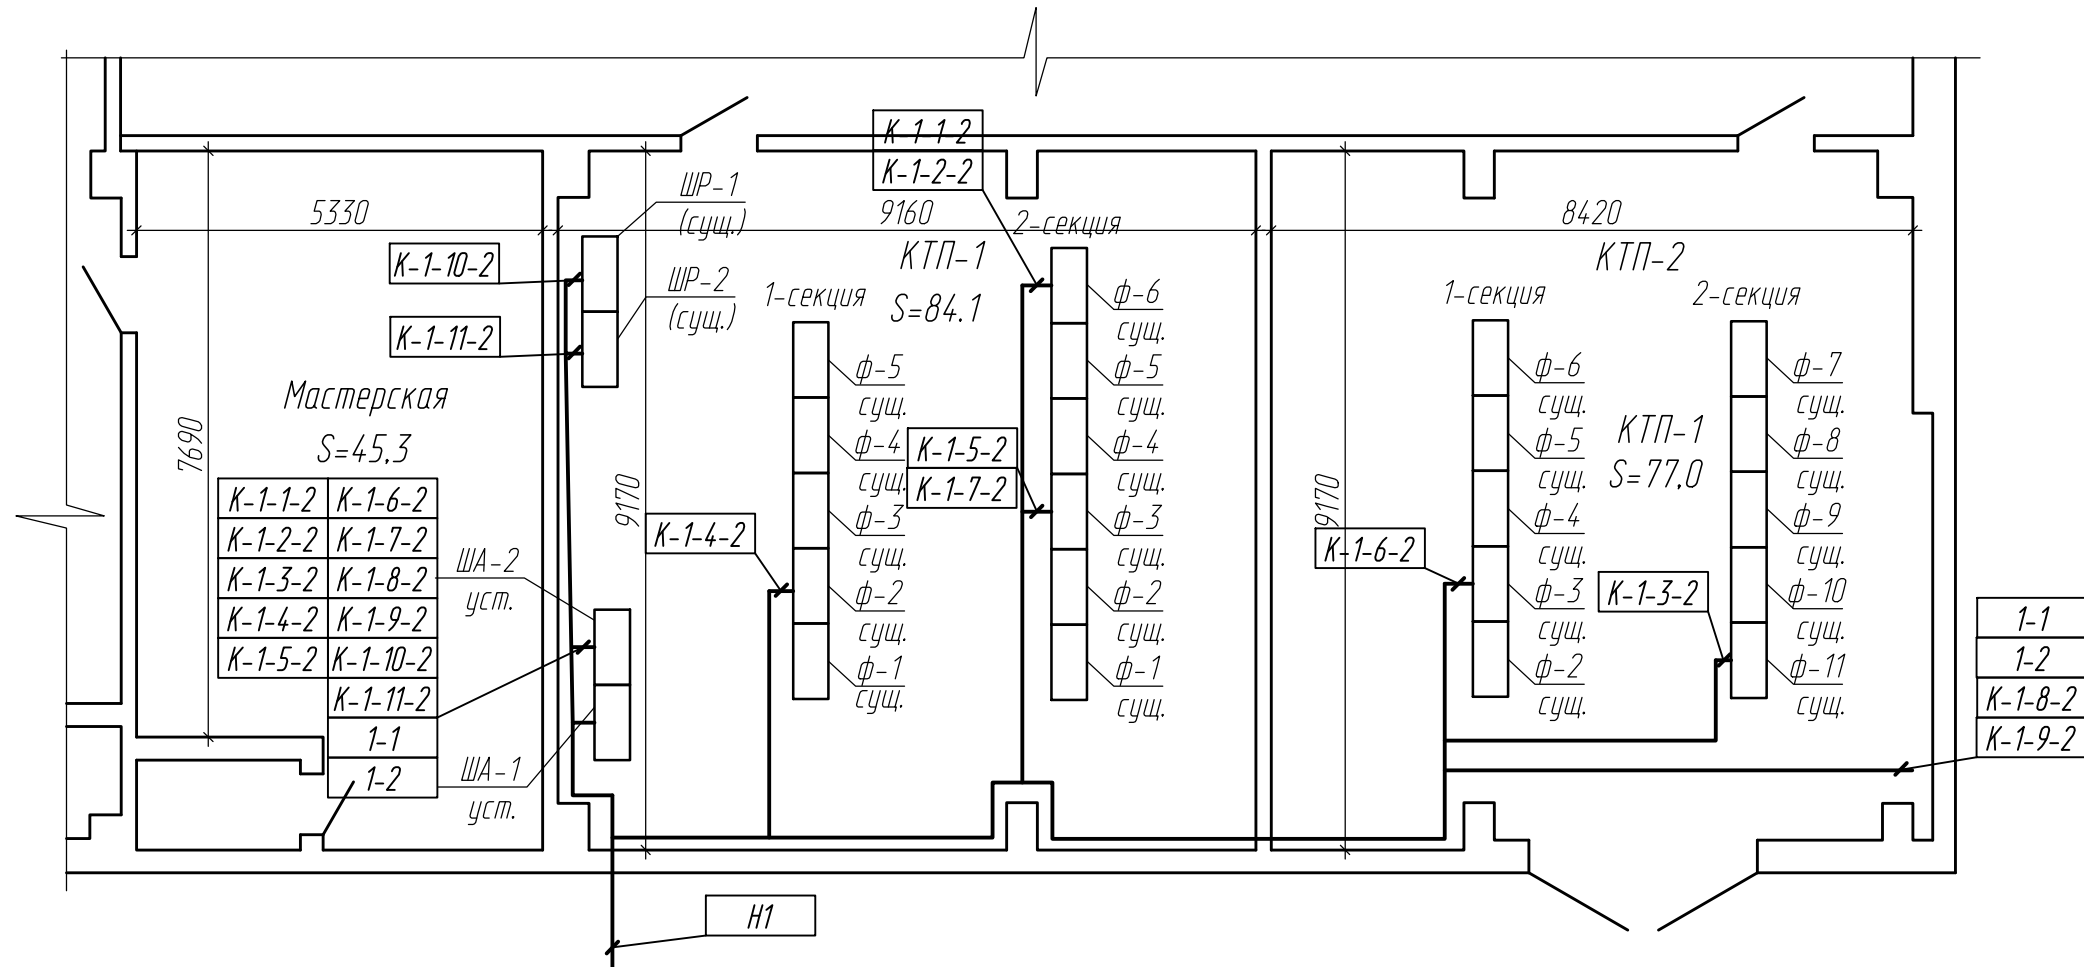 К-1-1-2
К-1-2-2
5330
9160
8420
ШР-1
(сущ.)
ШР-2
(сущ.)
К-1-10-2
К-1-11-2
КТП-1
S=84.1
1-секция
2-секция
КТП-2
1-секция
2-секция
Мастерская
S=45,3
7690
9170
9170
К-1-1-2 К-1-6-2
К-1-2-2 К-1-7-2
К-1-3-2 К-1-8-2
К-1-4-2 К-1-9-2
К-1-5-2 К-1-10-2
К-1-11-2
1-1
1-2
ША-2
уст.
ША-1
уст.
К-1-4-2
ф-5
сущ.
ф-4
сущ.
ф-3
сущ.
ф-2
сущ.
ф-1
сущ.
К-1-5-2
К-1-7-2
ф-6
сущ.
ф-5
сущ.
ф-4
сущ.
ф-3
сущ.
ф-2
сущ.
ф-1
сущ.
К-1-6-2
ф-6
сущ.
ф-5
сущ.
ф-4
сущ.
ф-3
сущ.
ф-2
сущ.
КТП-1
S=77,0
К-1-3-2
ф-7
сущ.
ф-8
сущ.
ф-9
сущ.
ф-10
сущ.
ф-11
сущ.
1-1
1-2
К-1-8-2
К-1-9-2
Н1